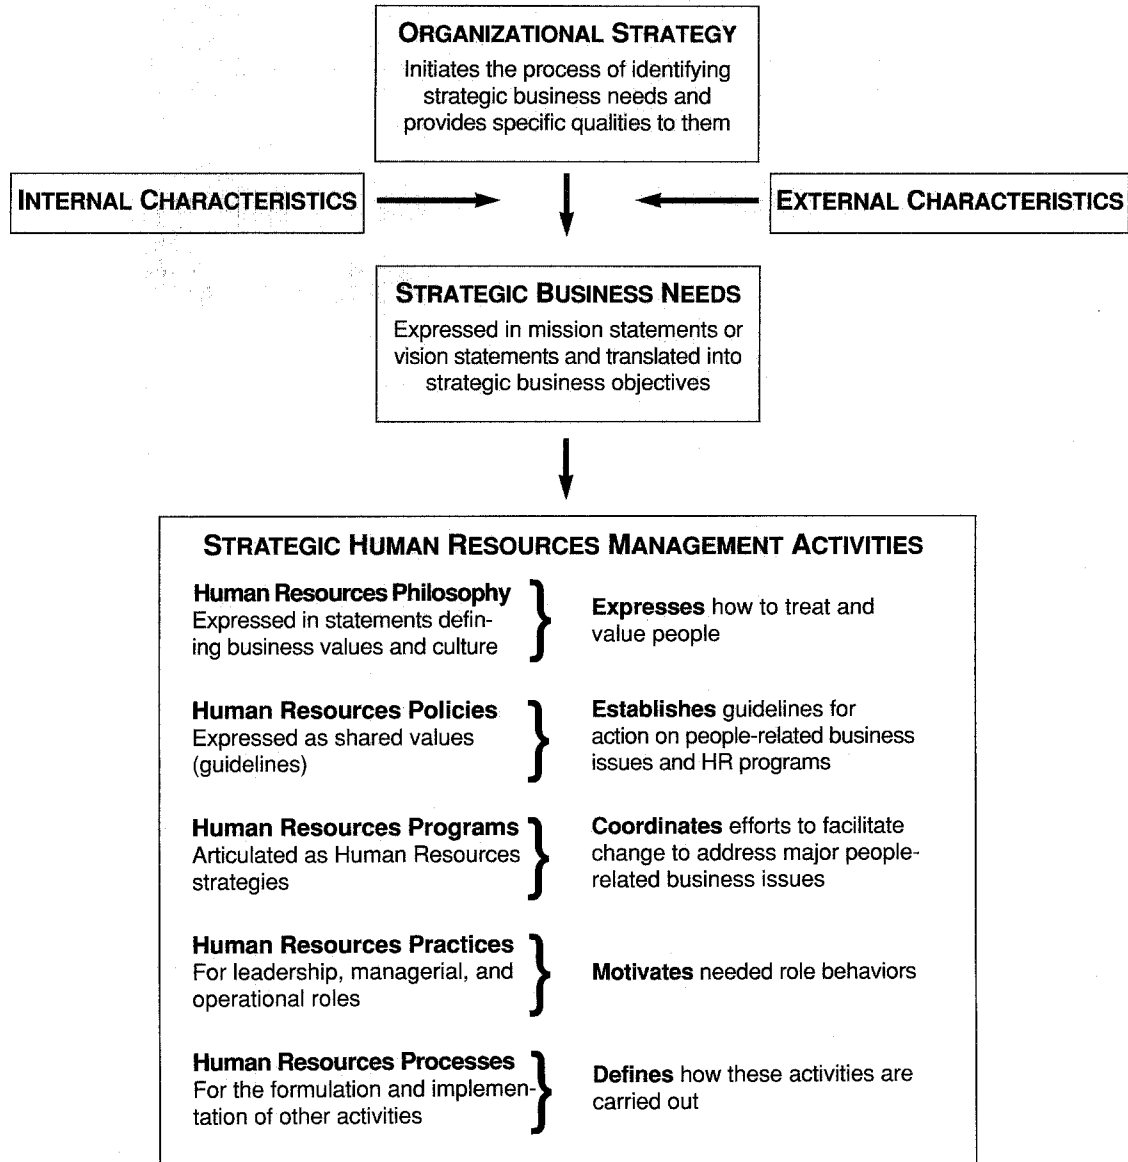 ORGANIZATIONAL STRATEGY
Initiates the process of identifying
strategic business needs and
provides specific qualities to them
INTERNAL CHARACTERISTICS
EXTERNAL CHARACTERISTICS
STRATEGIC BUSINESS NEEDS
Expressed in mission statements or
vision statements and translated into
strategic business objectives
STRATEGIC HUMAN RESOURCES MANAGEMENT ACTIVITIES
Human Resources Philosophy
Expressed in statements defin-
ing business values and culture
Expresses how to treat and
value people
Human Resources Policies
Expressed as shared values
(guidelines)
Establishes guidelines for
action on people-related business
issues and HR programs
Human Resources Programs
Articulated as Human Resources
strategies
Coordinates efforts to facilitate
change to address major people-
related business issues
Human Resources Practices
For leadership, managerial, and
operational roles
Motivates needed role behaviors
Human Resources Processes
For the formulation and implemen-
tation of other activities
Defines how these activities are
carried out